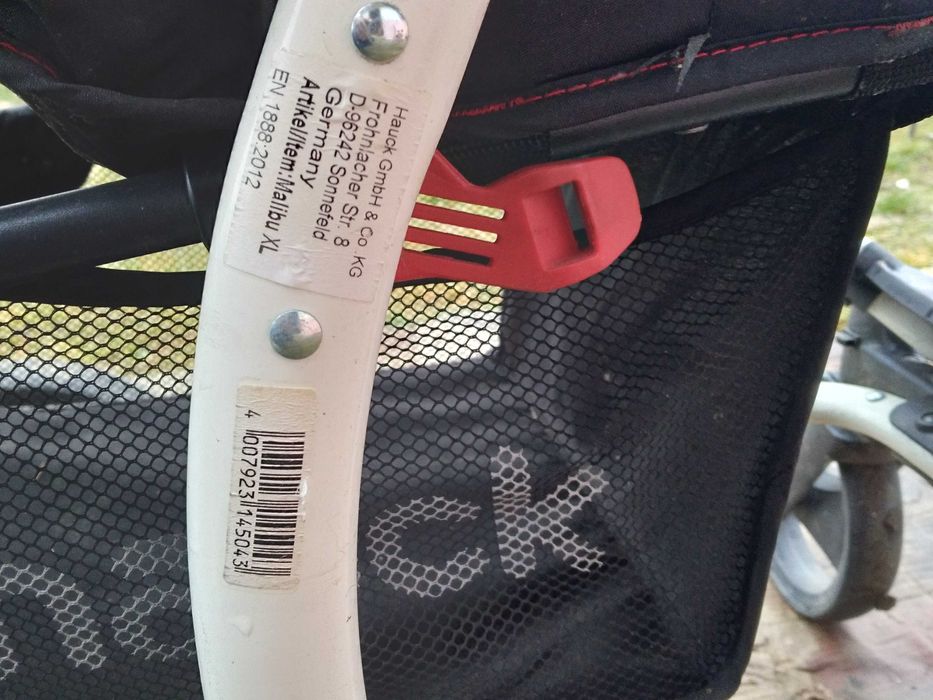 Hauck GmbH & Co .KG
Frohnlacher Str. 8
D-96242 Sonnefeld
Germany
Artikel/Item:Malibu XL
EN 1888:2012
4 007923 145043
hauck